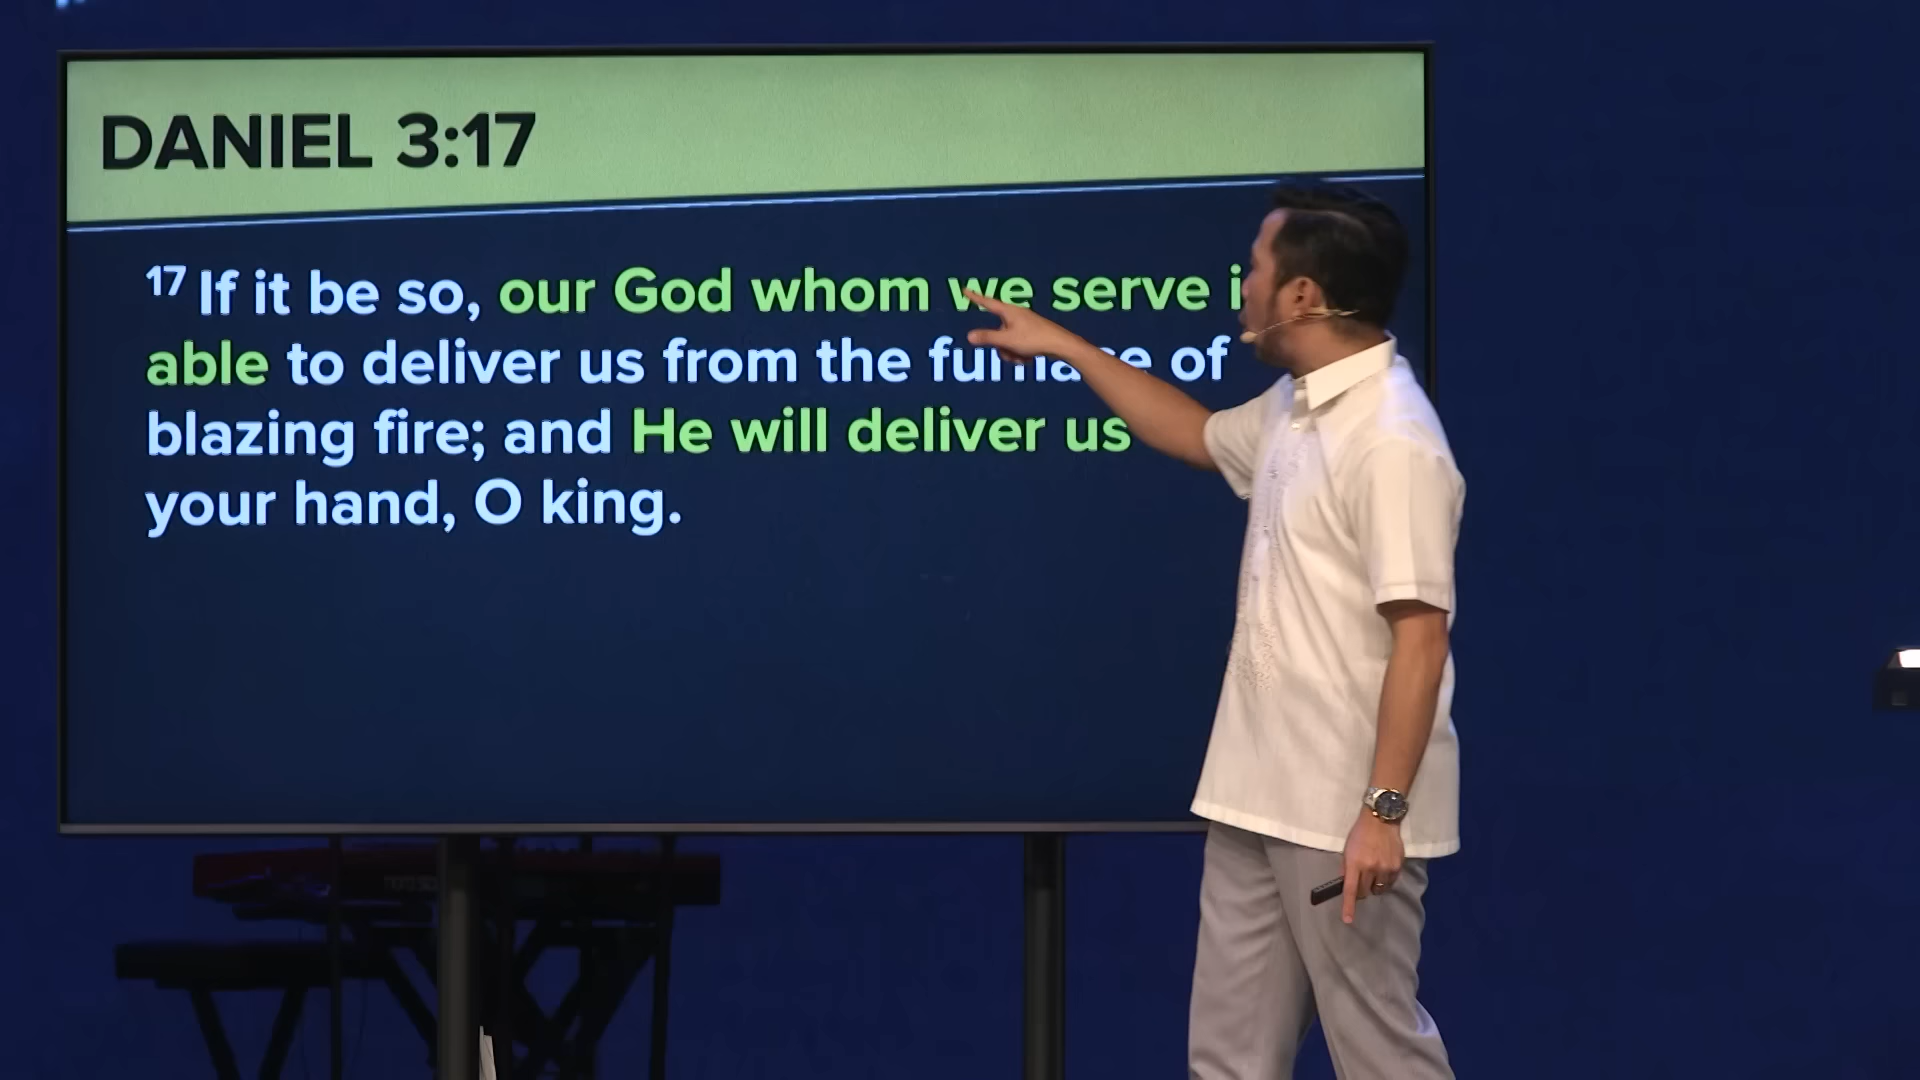 DANIEL 3:17
17 If it be so, our God whom we serve
able to deliver us from the furnace of
blazing fire; and He will deliver us
your hand, O king.